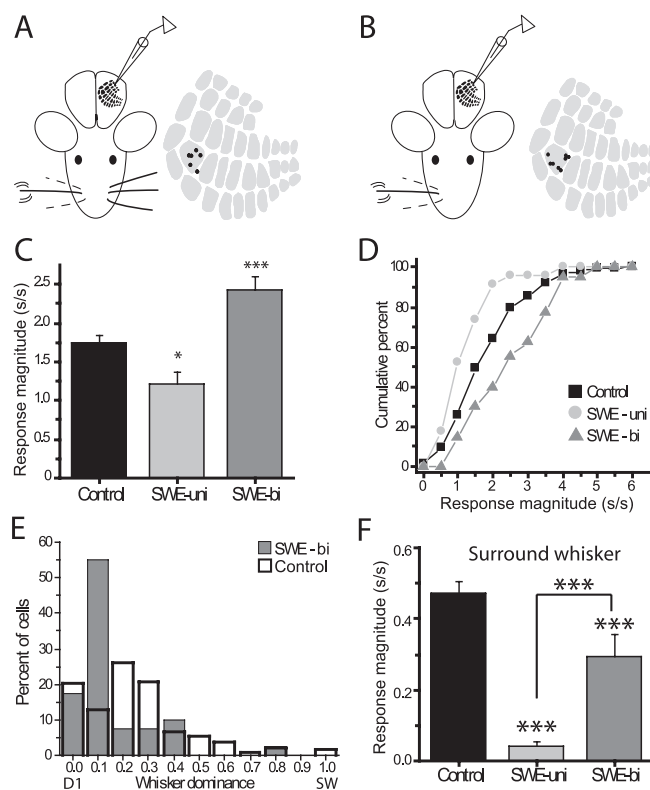 A
B
C
Response magnitude (s/s)
2.5
2.0
1.5
1.0
0.5
0
*
***
Control
SWE-uni
SWE-bi
D
Cumulative percent
100
80
60
40
20
0
Control
SWE-uni
SWE-bi
0 1 2 3 4 5 6
Response magnitude (s/s)
E
Percent of cells
60
50
40
30
20
10
0
SWE-bi
Control
0.0 0.1 0.2 0.3 0.4 0.5 0.6 0.7 0.8 0.9 1.0
D1 Whisker dominance SW
F
Surround whisker
Response magnitude (s/s)
0.6
0.4
0.2
0.0
***
***
***
Control
SWE-uni
SWE-bi